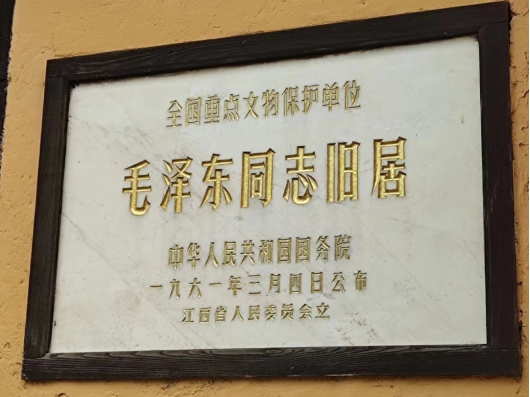 全国重点文物保护单位
毛泽东同志旧居
中华人民共和国国务院
一九六一年三月四日公布
江西省人民委员会立